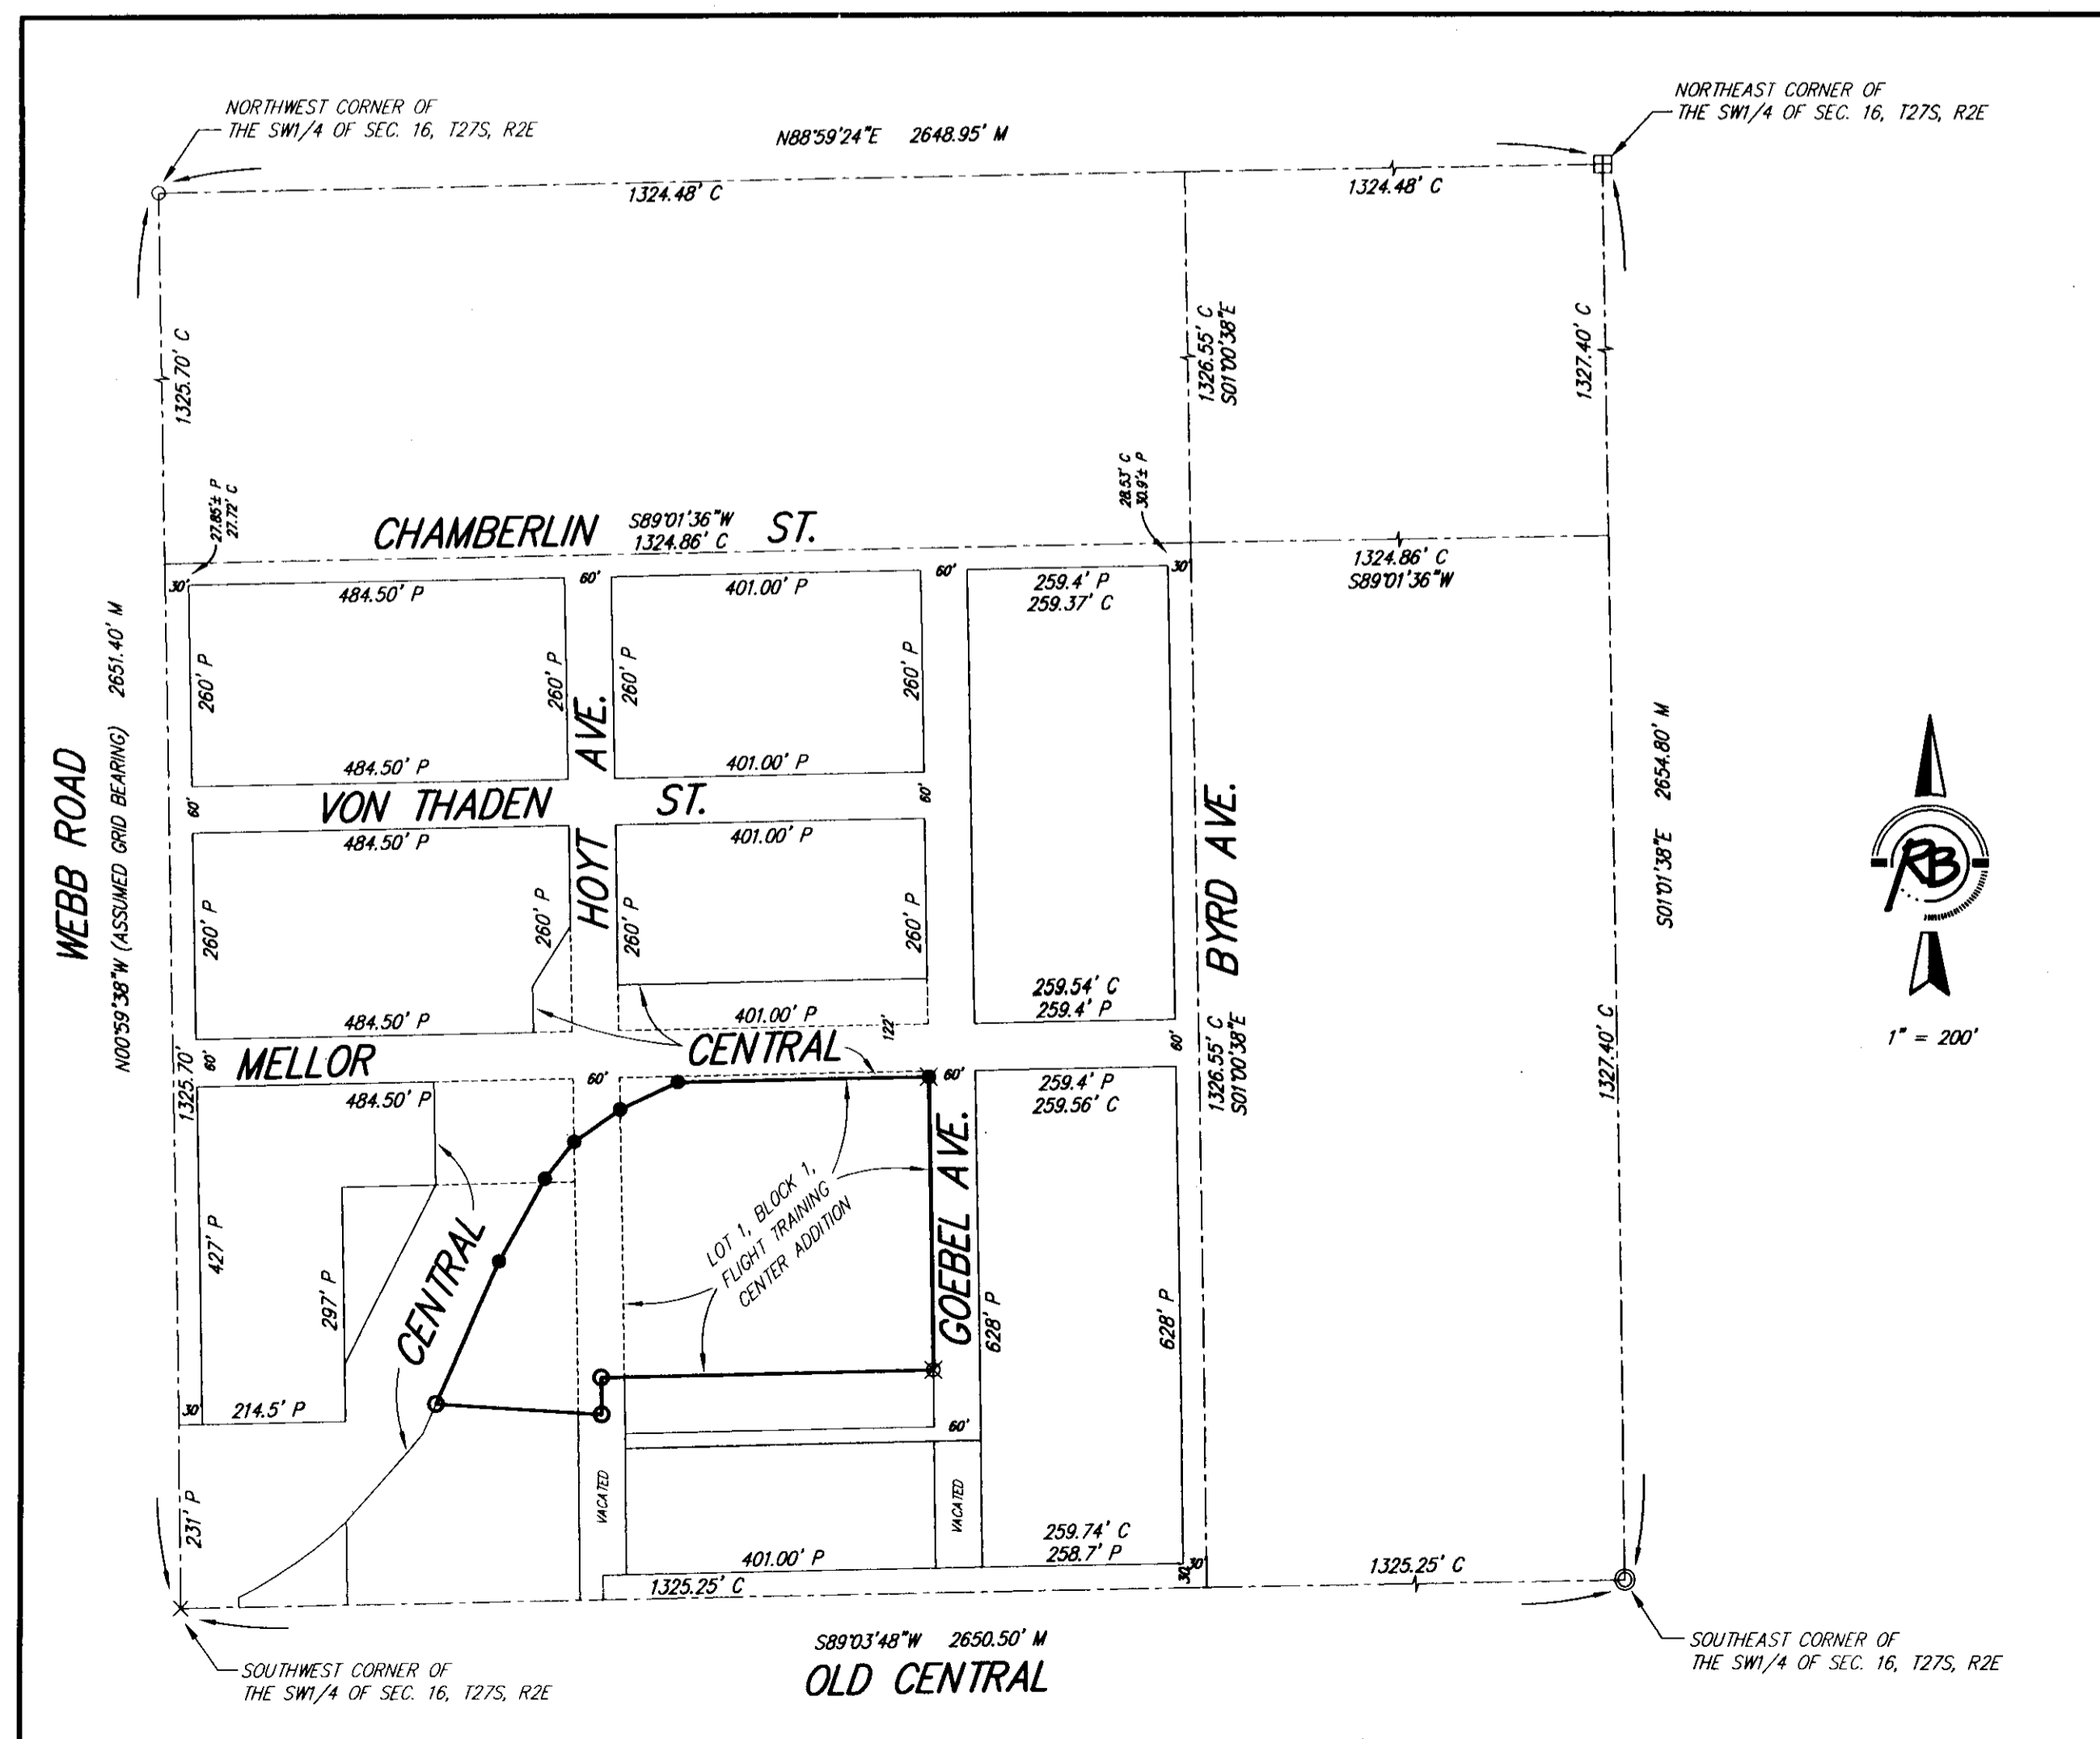 NORTHWEST CORNER OF
THE SW1/4 OF SEC. 16, T27S, R2E
N88°59'24"E 2648.95' M
NORTHEAST CORNER OF
THE SW1/4 OF SEC. 16, T27S, R2E
1324.48' C
1324.48' C
1325.70' C
1326.55' C
S01°00'38"E
1327.40' C
27.85'± P
27.72' C
28.53' C
30.9'± P
CHAMBERLIN ST.
S89°01'36"W
1324.86' C
1324.86' C
S89°01'36"W
30'
484.50' P
60'
401.00' P
60'
259.4' P
259.37' C
30'
260' P
260' P
260' P
260' P
484.50' P
401.00' P
WEBB ROAD
N00°59'38"W (ASSUMED GRID BEARING) 2651.40' M
60'
VON THADEN ST.
60'
HOYT AVE.
484.50' P
401.00' P
260' P
260' P
260' P
260' P
BYRD AVE.
S01°01'38"E 2654.80' M
RB
1" = 200'
484.50' P
401.00' P
122'
259.54' C
259.4' P
1325.70'
60'
MELLOR
CENTRAL
60'
1326.55' C
S01°00'38"E
1327.40' C
484.50' P
60'
60'
259.4' P
259.56' C
427' P
297' P
CENTRAL
LOT 1, BLOCK 1,
FLIGHT TRAINING
CENTER ADDITION
GOEBEL AVE.
628' P
628' P
30'
214.5' P
60'
231' P
VACATED
VACATED
401.00' P
259.74' C
258.7' P
30'
30'
1325.25' C
1325.25' C
S89°03'48"W 2650.50' M
OLD CENTRAL
SOUTHWEST CORNER OF
THE SW1/4 OF SEC. 16, T27S, R2E
SOUTHEAST CORNER OF
THE SW1/4 OF SEC. 16, T27S, R2E